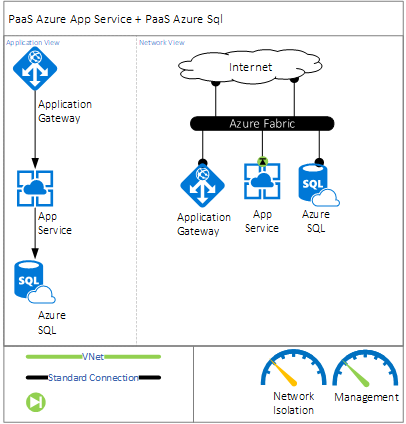 PaaS Azure App Service + PaaS Azure Sql
Application View
Network View
Application
Gateway
App
Service
SQL
Azure
SQL
Internet
Azure Fabric
Application
Gateway
App
Service
SQL
Azure
SQL
VNet
Standard Connection
Network
Isolation
Management